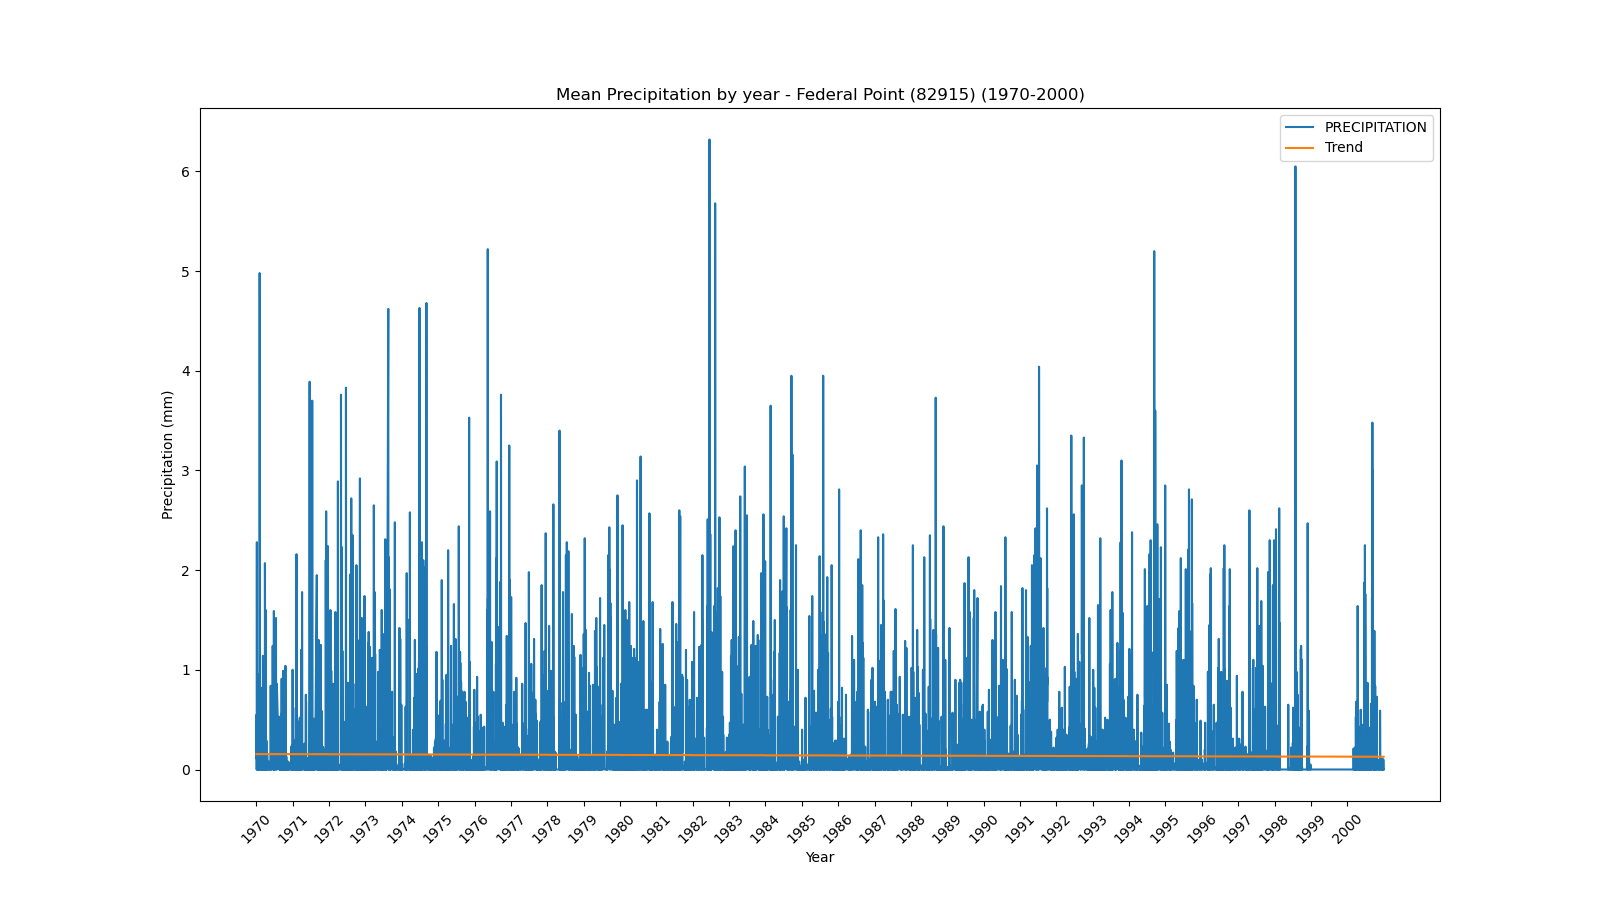 Mean Precipitation by year - Federal Point (82915) (1970-2000)
PRECIPITATION
Trend
6
5
4
3
2
1
0
Precipitation (mm)
1970 1971 1972 1973 1974 1975 1976 1977 1978 1979 1980 1981 1982 1983 1984 1985 1986 1987 1988 1989 1990 1991 1992 1993 1994 1995 1996 1997 1998 1999 2000
Year